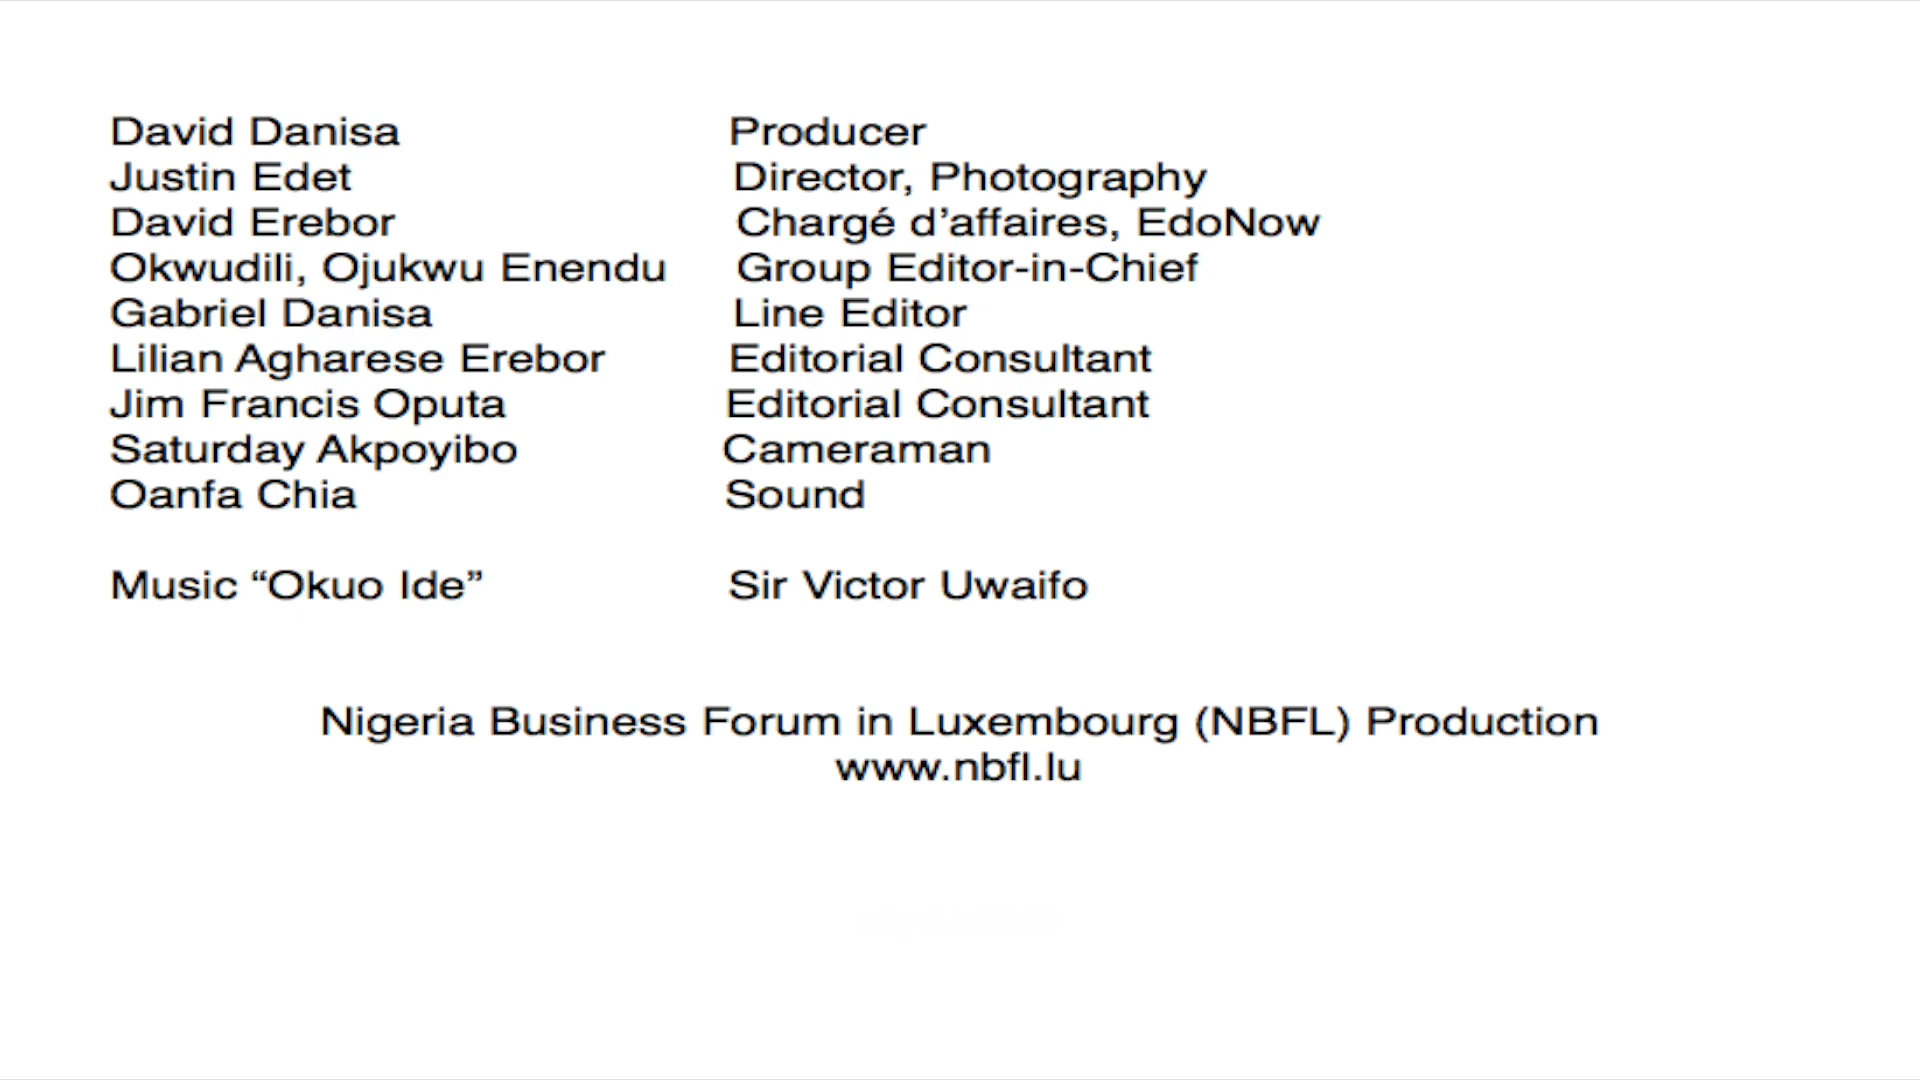 David Danisa Producer
Justin Edet Director, Photography
David Erebor Chargé d’affaires, EdoNow
Okwudili, Ojukwu Enendu Group Editor-in-Chief
Gabriel Danisa Line Editor
Lilian Agharese Erebor Editorial Consultant
Jim Francis Oputa Editorial Consultant
Saturday Akpoyibo Cameraman
Oanfa Chia Sound
Music “Okuo Ide” Sir Victor Uwaifo
Nigeria Business Forum in Luxembourg (NBFL) Production
www.nbfl.lu